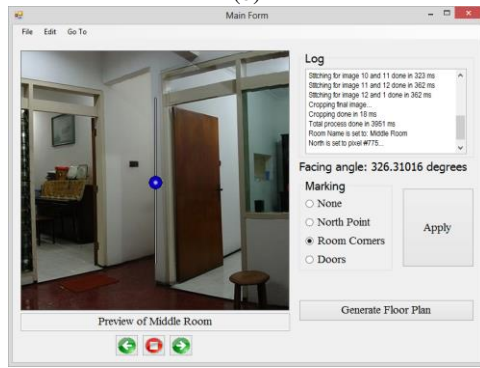 Main Form
File Edit Go To
Log
Stitching for image 10 and 11 done in 323 ms
Stitching for image 11 and 12 done in 362 ms
Stitching for image 12 and 1 done in 362 ms
Cropping final image...
Cropping done in 18 ms
Total process done in 3951 ms
Room Name is set to: Middle Room
North is set to pixel #775...
Facing angle: 326.31016 degrees
Marking
None
North Point
Room Corners
Doors
Apply
Generate Floor Plan
Preview of Middle Room